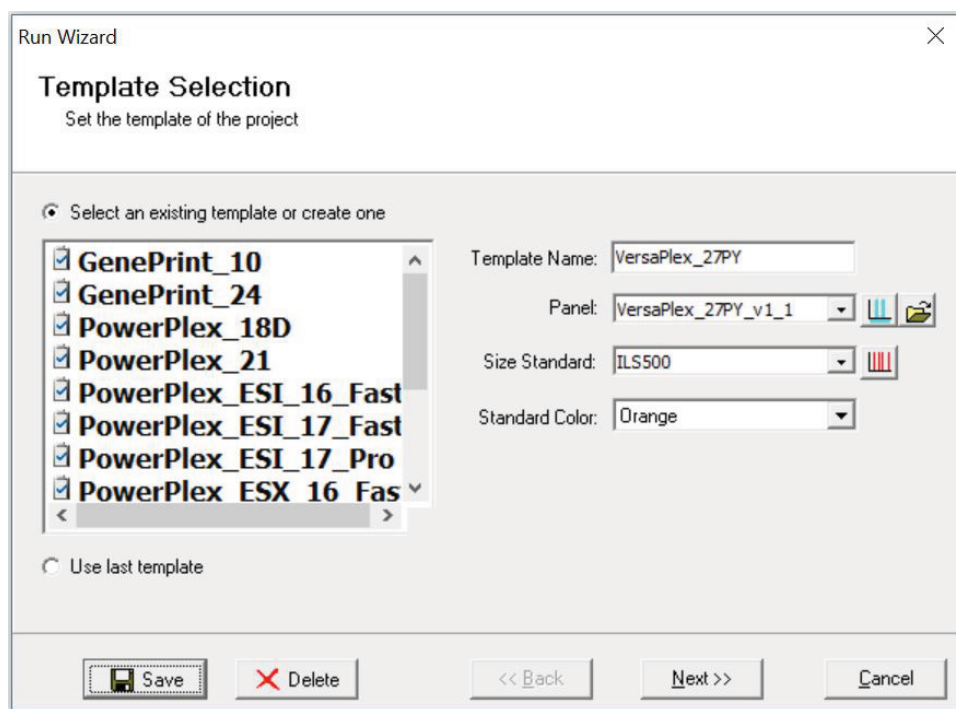 Run Wizard
Template Selection
Set the template of the project
Select an existing template or create one
GenePrint_10
GenePrint_24
PowerPlex_18D
PowerPlex_21
PowerPlex_ESI_16_Fast
PowerPlex_ESI_17_Fast
PowerPlex_ESI_17_Pro
PowerPlex_ESX_16_Fas
Template Name: VersaPlex_27PY
Panel: VersaPlex_27PY_v1_1
Size Standard: ILS500
Standard Color: Orange
Use last template
Save Delete << Back Next >> Cancel